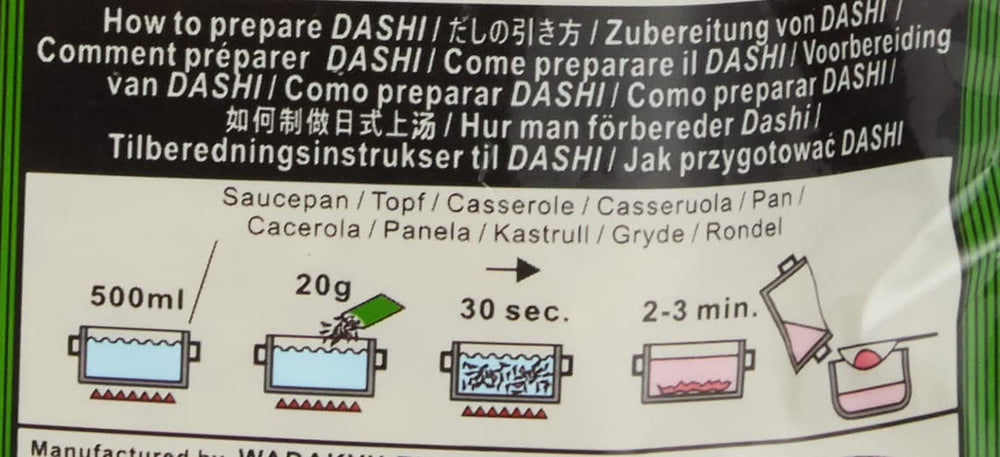 How to prepare DASHI / だしの引き方 / Zubereitung von DASHI /
Comment préparer DASHI / Come preparare il DASHI / Voorbereiding
van DASHI / Como preparar DASHI / Como preparar DASHI /
如何制做日式上汤 / Hur man förbereder Dashi /
Tilberedningsinstrukser til DASHI / Jak przygotować DASHI
Saucepan / Topf / Casserole / Casseruola / Pan /
Cacerola / Panela / Kastrull / Gryde / Rondel
500ml
20g
30 sec.
2-3 min.
Manufactured by